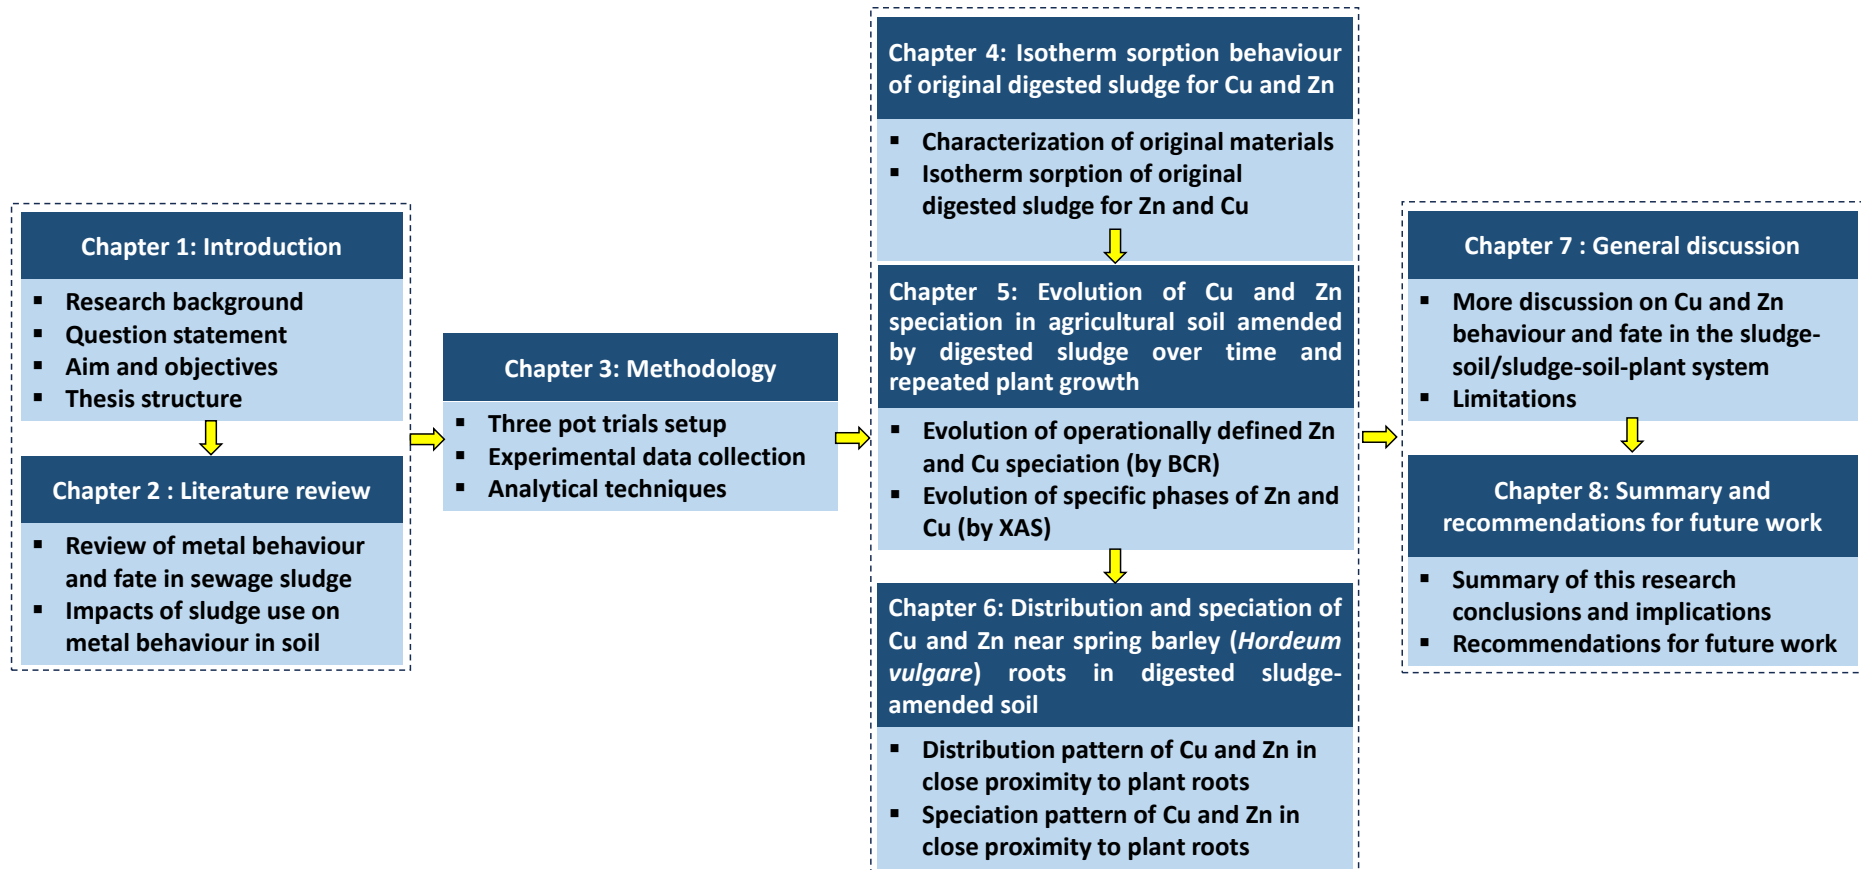 Chapter 1: Introduction
▪ Research background
▪ Question statement
▪ Aim and objectives
▪ Thesis structure
Chapter 2 : Literature review
▪ Review of metal behaviour
and fate in sewage sludge
▪ Impacts of sludge use on
metal behaviour in soil
Chapter 3: Methodology
▪ Three pot trials setup
▪ Experimental data collection
▪ Analytical techniques
Chapter 4: Isotherm sorption behaviour
of original digested sludge for Cu and Zn
▪ Characterization of original materials
▪ Isotherm sorption of original
digested sludge for Zn and Cu
Chapter 5: Evolution of Cu and Zn
speciation in agricultural soil amended
by digested sludge over time and
repeated plant growth
▪ Evolution of operationally defined Zn
and Cu speciation (by BCR)
▪ Evolution of specific phases of Zn and
Cu (by XAS)
Chapter 6: Distribution and speciation of
Cu and Zn near spring barley (Hordeum
vulgare) roots in digested sludge-
amended soil
▪ Distribution pattern of Cu and Zn in
close proximity to plant roots
▪ Speciation pattern of Cu and Zn in
close proximity to plant roots
Chapter 7 : General discussion
▪ More discussion on Cu and Zn
behaviour and fate in the sludge-
soil/sludge-soil-plant system
▪ Limitations
Chapter 8: Summary and
recommendations for future work
▪ Summary of this research
conclusions and implications
▪ Recommendations for future work